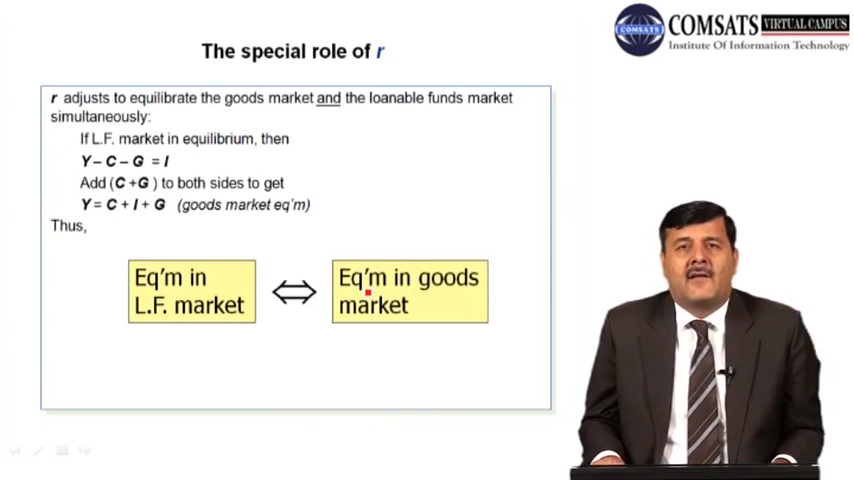 COMSATS VIRTUAL CAMPUS
COMSATS
Institute Of Information Technology
The special role of r
r adjusts to equilibrate the goods market and the loanable funds market
simultaneously:
If L.F. market in equilibrium, then
Y – C – G = I
Add (C +G ) to both sides to get
Y = C + I + G (goods market eq’m)
Thus,
Eq’m in
L.F. market
Eq’m in goods
market